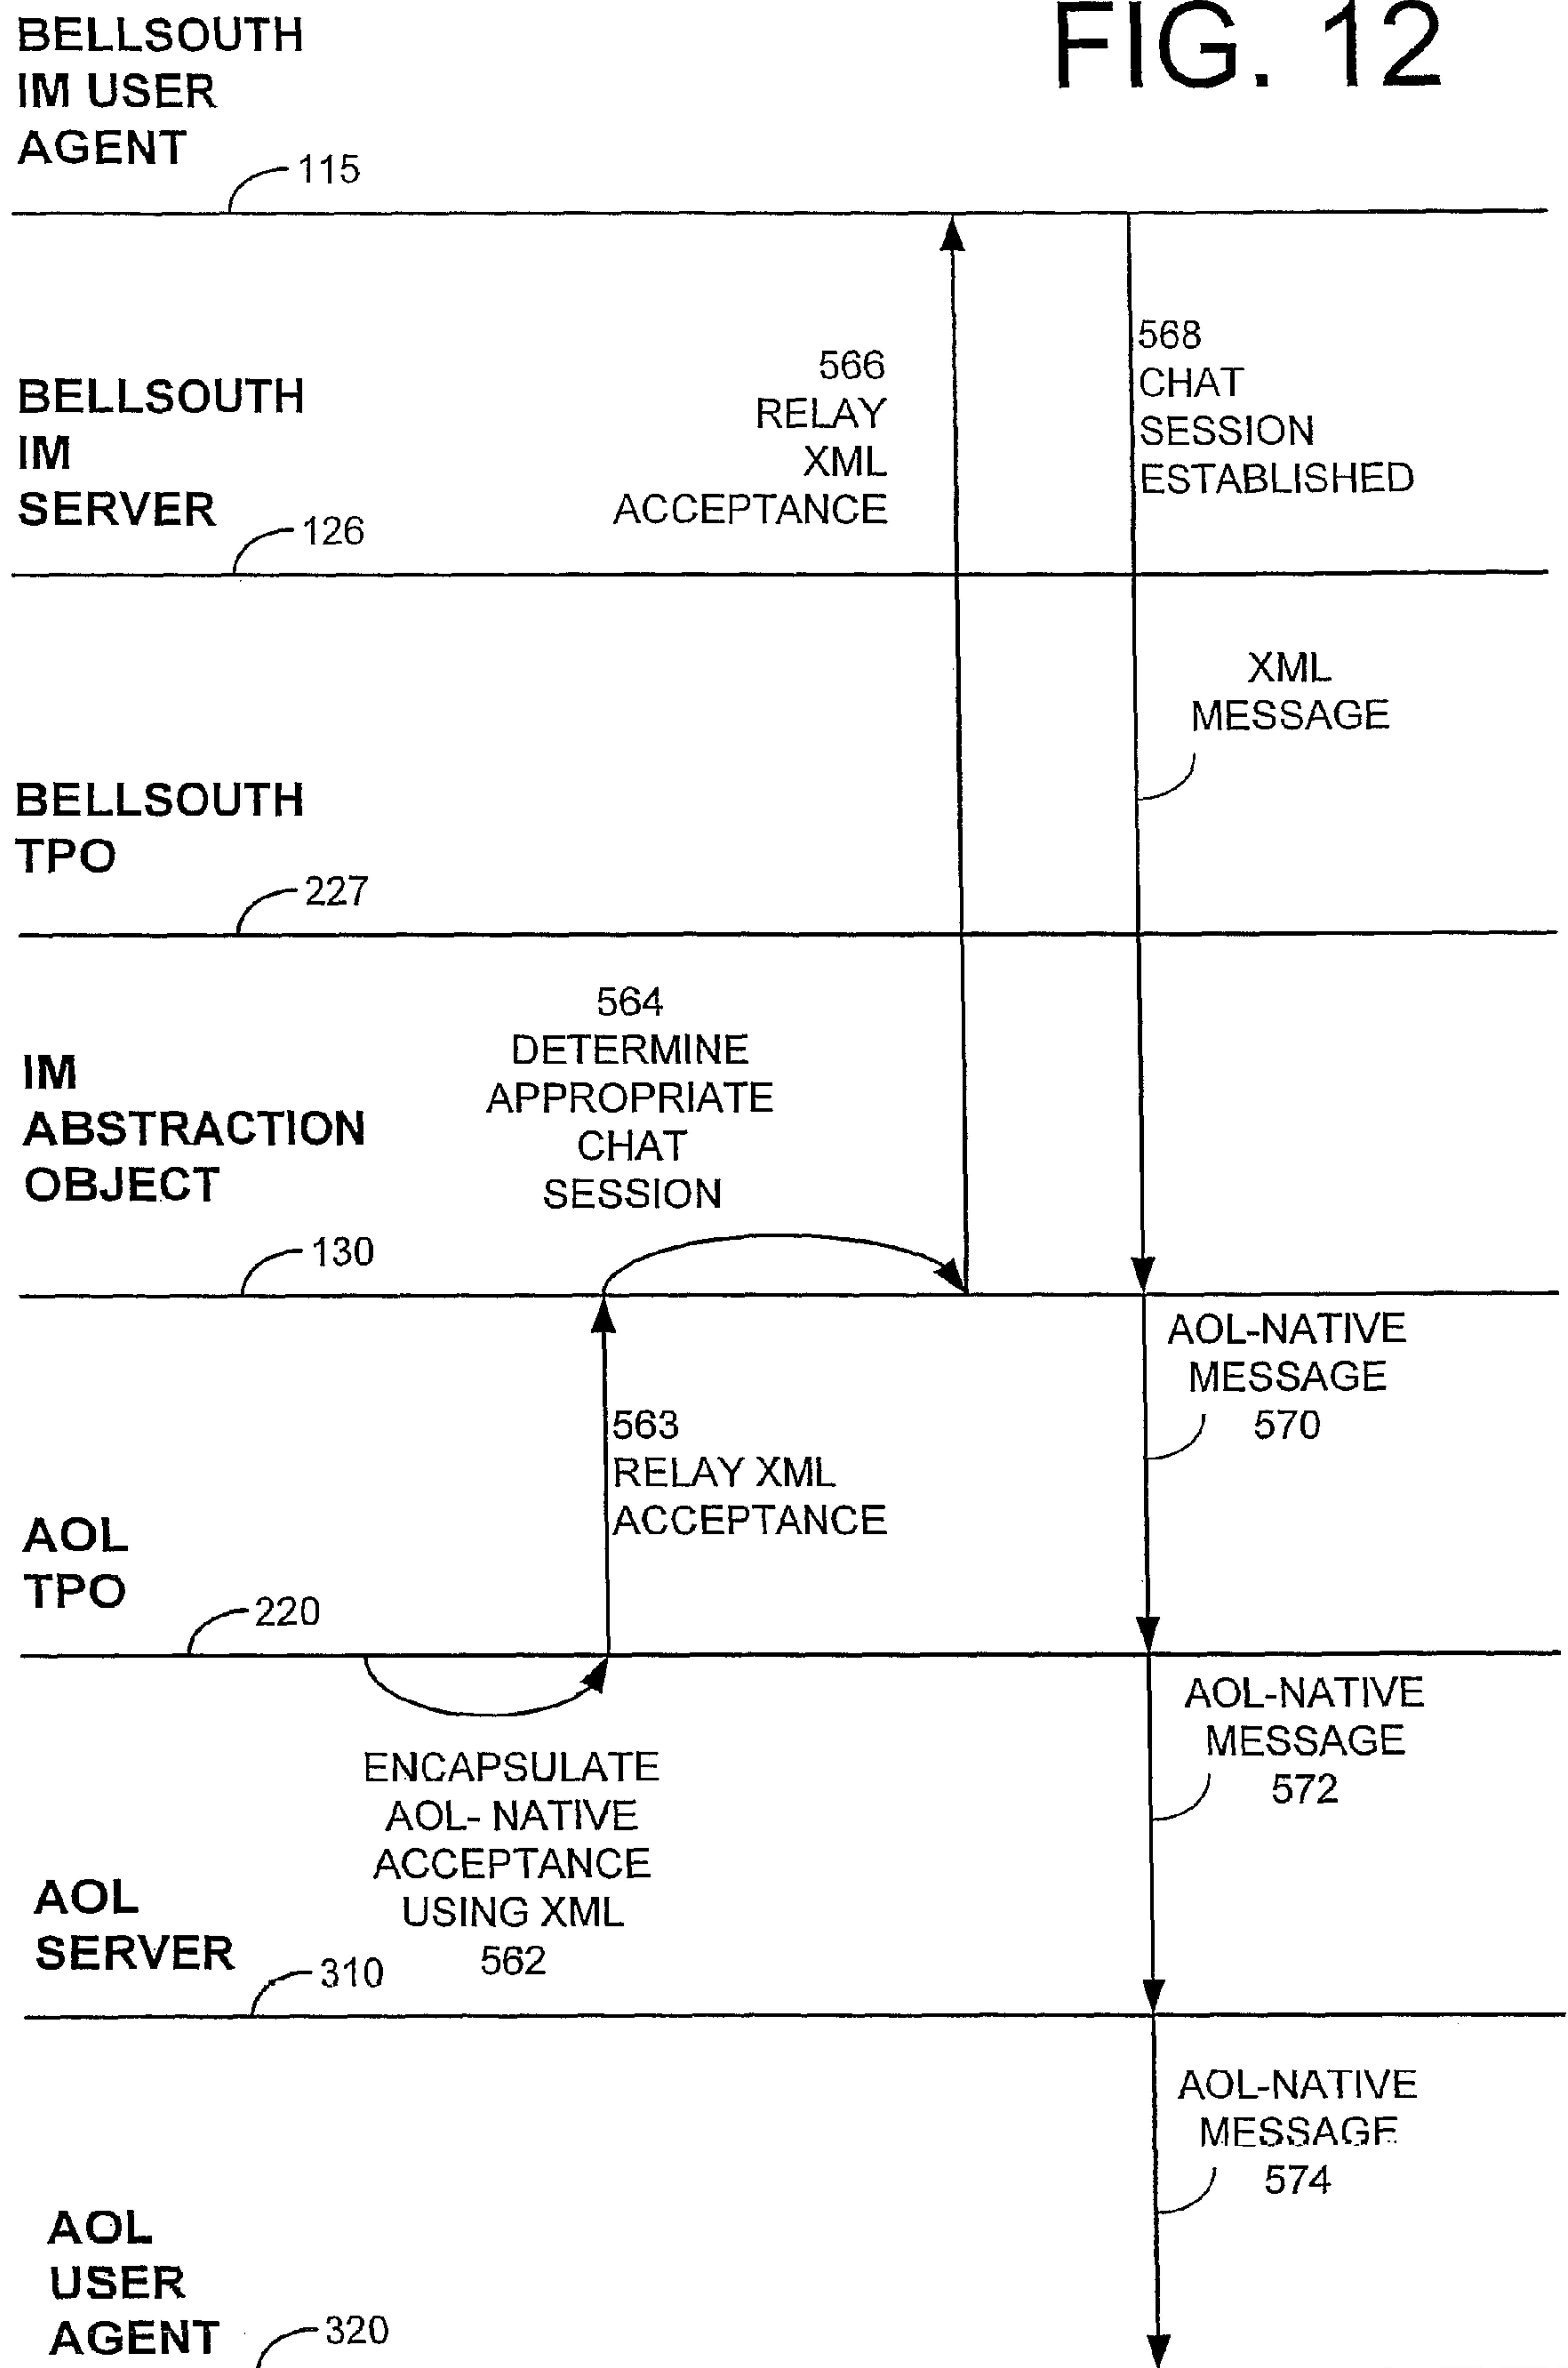 FIG. 12
BELLSOUTH
IM USER
AGENT
115
566
RELAY
XML
ACCEPTANCE
568
CHAT
SESSION
ESTABLISHED
BELLSOUTH
IM
SERVER
126
XML
MESSAGE
BELLSOUTH
TPO
227
564
DETERMINE
APPROPRIATE
CHAT
SESSION
IM
ABSTRACTION
OBJECT
130
AOL-NATIVE
MESSAGE
570
563
RELAY XML
ACCEPTANCE
AOL
TPO
220
AOL-NATIVE
MESSAGE
572
ENCAPSULATE
AOL- NATIVE
ACCEPTANCE
USING XML
562
AOL
SERVER
310
AOL-NATIVE
MESSAGE
574
AOL
USER
AGENT
320